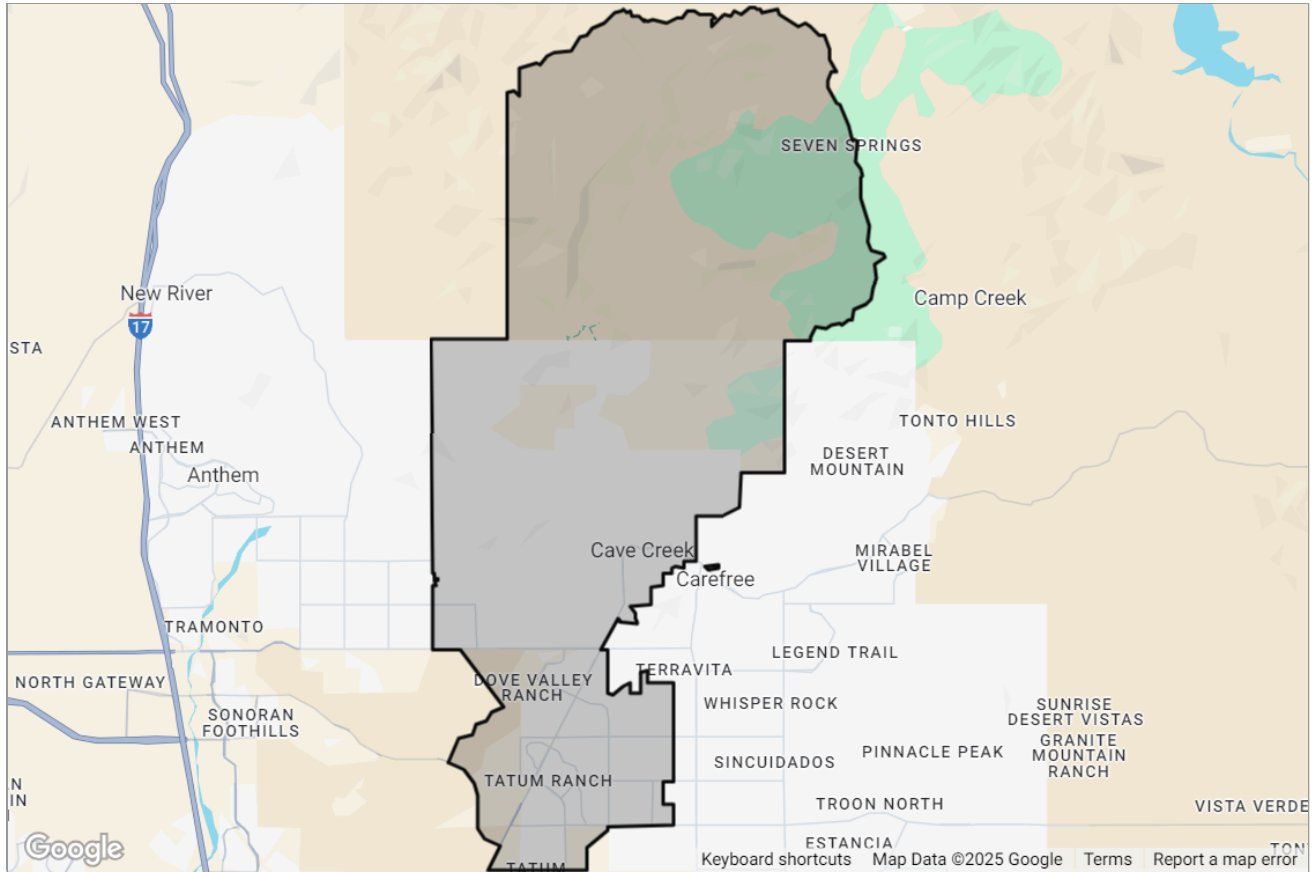 SEVEN SPRINGS
New River
17
Camp Creek
STA
ANTHEM WEST
ANTHEM
Anthem
TONTO HILLS
DESERT
MOUNTAIN
Cave Creek
Carefree
MIRABEL
VILLAGE
TRAMONTO
LEGEND TRAIL
TERRAVITA
NORTH GATEWAY
DOVE VALLEY
RANCH
WHISPER ROCK
SONORAN
FOOTHILLS
SUNRISE
DESERT VISTAS
GRANITE
MOUNTAIN
RANCH
PINNACLE PEAK
SINCUIDADOS
TATUM RANCH
TROON NORTH
VISTA VERDE
ESTANCIA
TATUM
Google
Keyboard shortcuts
Map Data ©2025 Google
Terms
Report a map error